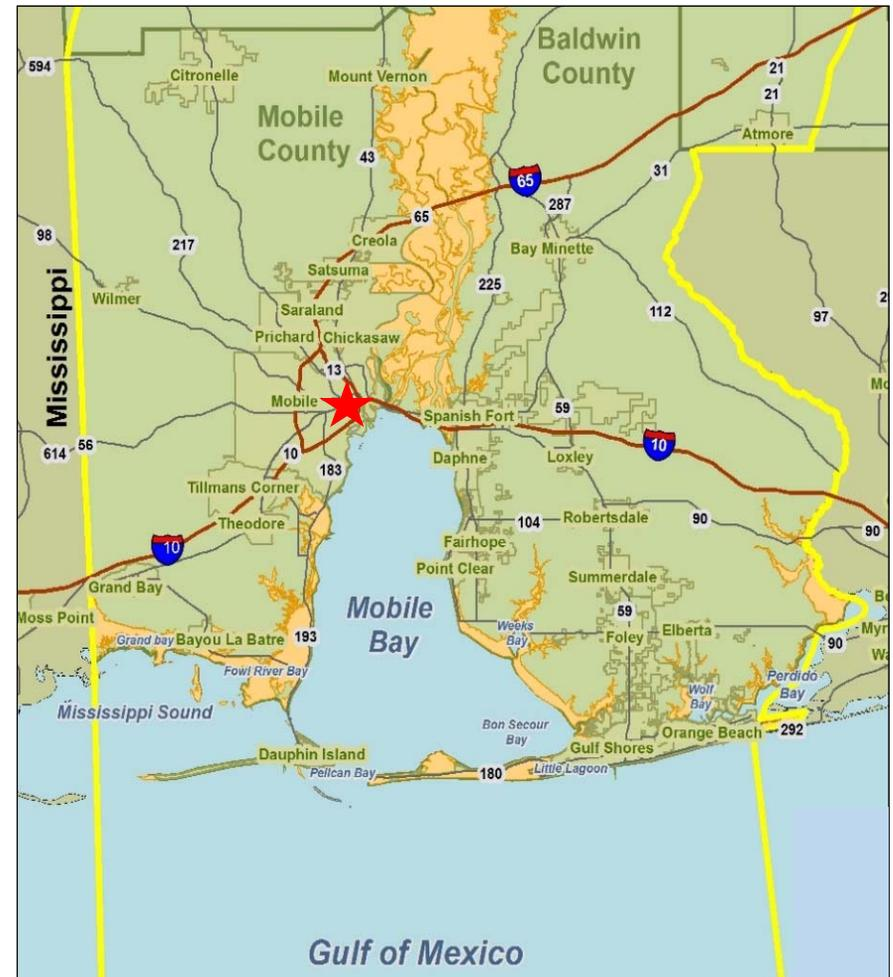 Baldwin
County
594
Citronelle
Mount Vernon
21
21
Mobile
County
Atmore
43
31
65
287
65
98
217
Creola
Bay Minette
Satsuma
225
Mississippi
Wilmer
Saraland
112
97
Prichard
Chickasaw
13
Mobile
Spanish Fort
59
56
614
10
10
Daphne
Loxley
183
Tillmans Corner
Theodore
104
Robertsdale
90
90
Fairhope
10
Point Clear
Summerdale
Grand Bay
Mobile
Bay
59
Moss Point
Weeks
Bay
Elberta
Grand bay
Bayou La Batre
193
Foley
90
Fowl River Bay
Perdido
Bay
Wolf
Bay
Mississippi Sound
Bon Secour
Bay
Orange Beach
292
Gulf Shores
Dauphin Island
Pelican Bay
180
Little Lagoon
Gulf of Mexico